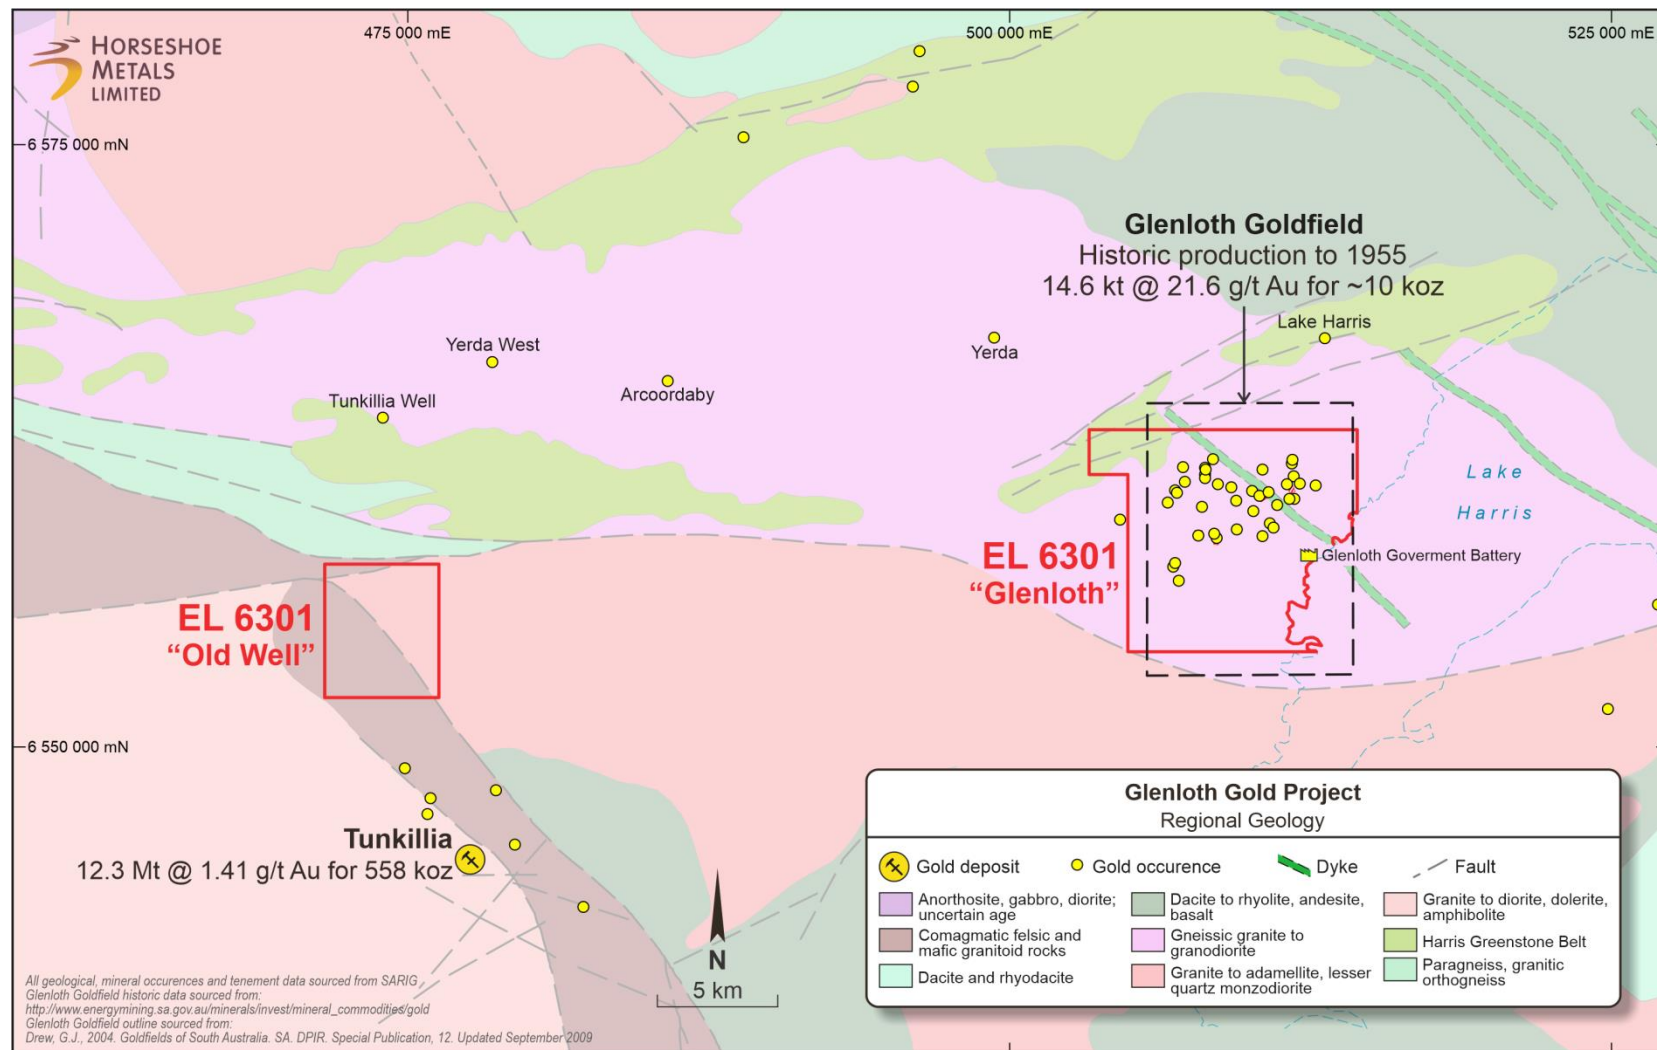 HORSESHOE
METALS
LIMITED
475 000 mE
500 000 mE
525 000 mE
6 575 000 mN
Glenloth Goldfield
Historic production to 1955
14.6 kt @ 21.6 g/t Au for ~10 koz
Lake Harris
Yerda West
Yerda
Arcoordaby
Tunkillia Well
Lake
Harris
EL 6301
“Glenloth”
Glenloth Goverment Battery
EL 6301
“Old Well”
6 550 000 mN
Tunkillia
12.3 Mt @ 1.41 g/t Au for 558 koz
N
5 km
Glenloth Gold Project
Regional Geology
Gold deposit
Gold occurence
Dyke
Fault
Anorthosite, gabbro, diorite;
uncertain age
Dacite to rhyolite, andesite,
basalt
Granite to diorite, dolerite,
amphibolite
Comagmatic felsic and
mafic granitoid rocks
Gneissic granite to
granodiorite
Harris Greenstone Belt
Dacite and rhyodacite
Granite to adamellite, lesser
quartz monzodiorite
Paragneiss, granitic
orthogneiss
All geological, mineral occurences and tenement data sourced from SARIG
Glenloth Goldfield historic data sourced from:
http://www.energymining.sa.gov.au/minerals/invest/mineral_commodities/gold
Glenloth Goldfield outline sourced from:
Drew, G.J., 2004. Goldfields of South Australia. SA. DPIR. Special Publication, 12. Updated September 2009